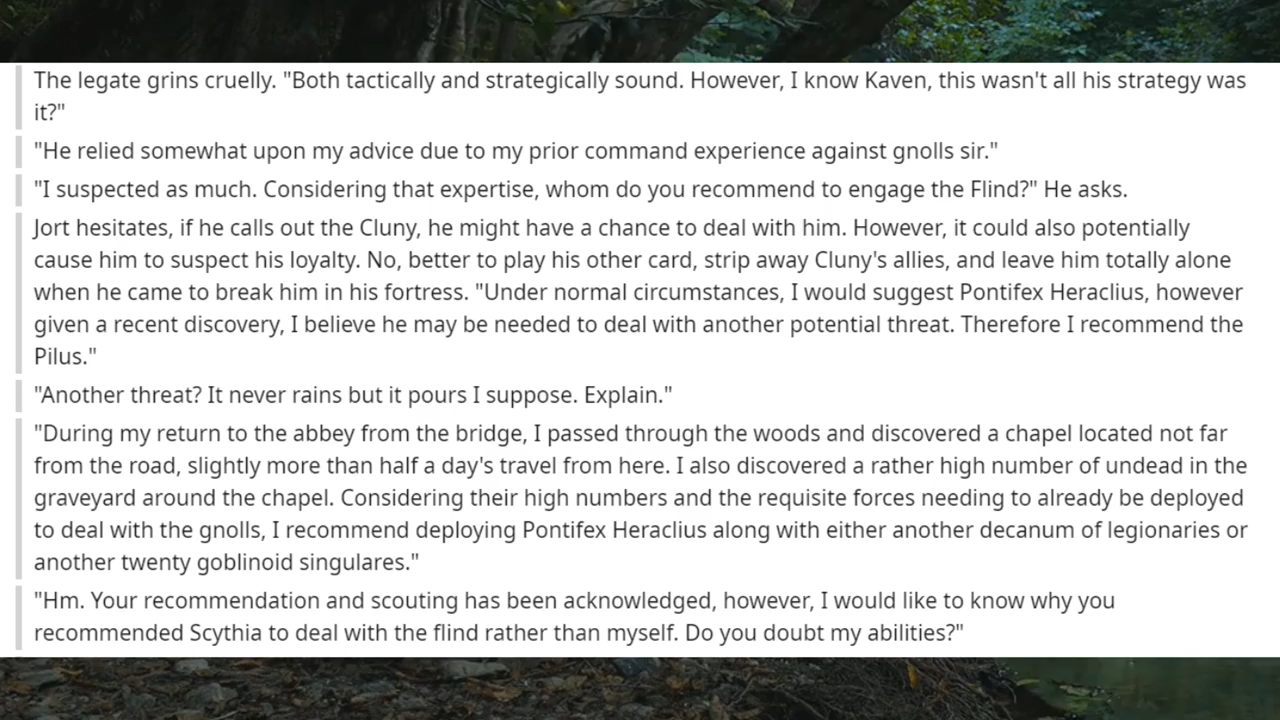 The legate grins cruelly. "Both tactically and strategically sound. However, I know Kaven, this wasn't all his strategy was
it?"
"He relied somewhat upon my advice due to my prior command experience against gnolls sir."
"I suspected as much. Considering that expertise, whom do you recommend to engage the Flind?" He asks.
Jort hesitates, if he calls out the Cluny, he might have a chance to deal with him. However, it could also potentially
cause him to suspect his loyalty. No, better to play his other card, strip away Cluny's allies, and leave him totally alone
when he came to break him in his fortress. "Under normal circumstances, I would suggest Pontifex Heraclius, however
given a recent discovery, I believe he may be needed to deal with another potential threat. Therefore I recommend the
Pilus."
"Another threat? It never rains but it pours I suppose. Explain."
"During my return to the abbey from the bridge, I passed through the woods and discovered a chapel located not far
from the road, slightly more than half a day's travel from here. I also discovered a rather high number of undead in the
graveyard around the chapel. Considering their high numbers and the requisite forces needing to already be deployed
to deal with the gnolls, I recommend deploying Pontifex Heraclius along with either another decanum of legionaries or
another twenty goblinoid singulares."
"Hm. Your recommendation and scouting has been acknowledged, however, I would like to know why you
recommended Scythia to deal with the flind rather than myself. Do you doubt my abilities?"